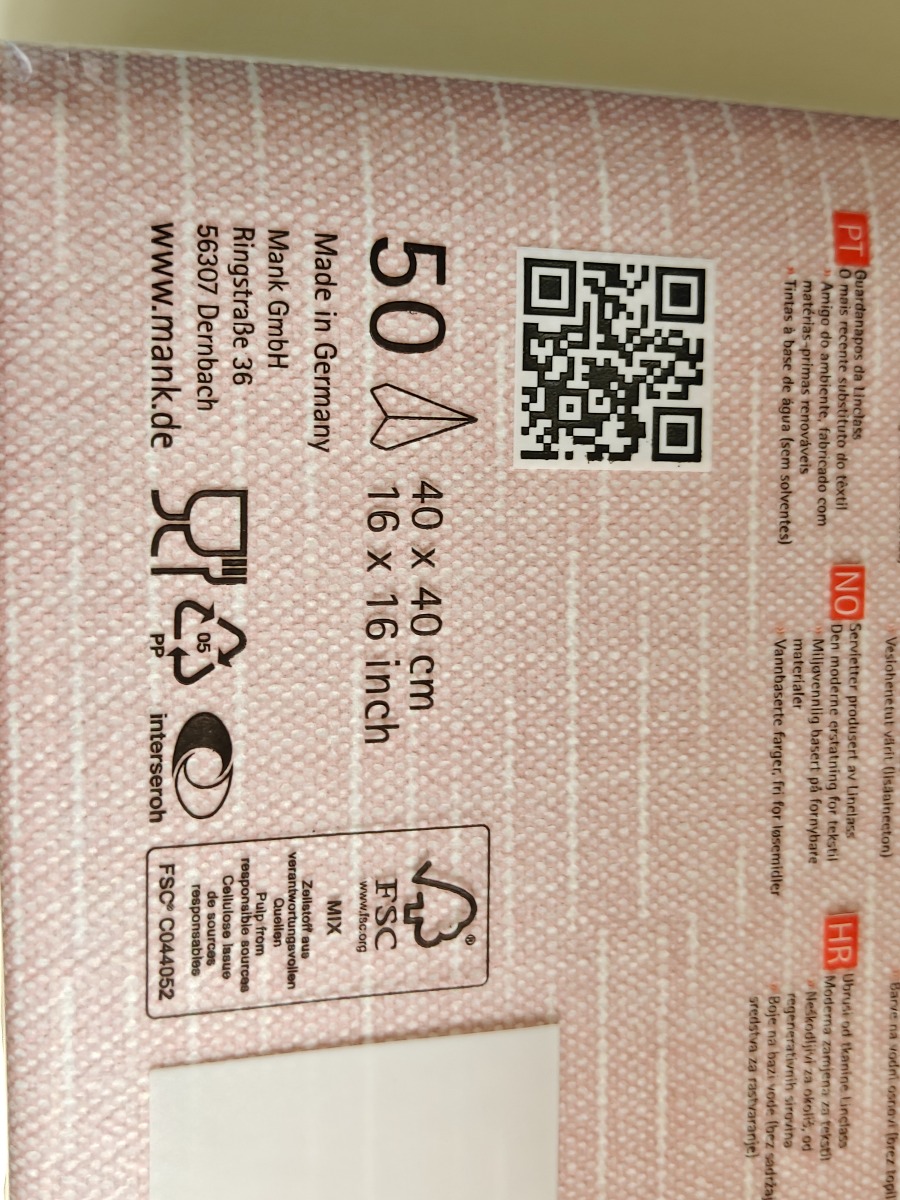 Veslohenetut värit (lisäaineeton)
PT
Guardanapos da Linclass
O mais recente substituto do têxtil
» Amigo do ambiente, fabricado com
matérias-primas renováveis
» Tintas à base de água (sem solventes)
NO
Servietter produsert av Linclass
Den moderne erstatning for tekstil
» Miljøvennlig basert på fornybare
materialer
» Vannbaserte farger, fri for løsemidler
HR
Ubrusi od tkanine Linclass
Moderna zamjena za tekstil
» Neškodljivi za okoliš, od
regenerativnih sirovina
» Boje na bazi vode (bez
sredstva za rastvaranje)
50
40 x 40 cm
16 x 16 inch
Made in Germany
Mank GmbH
Ringstraße 36
56307 Dernbach
www.mank.de
05
PP
interseroh
®
FSC
www.fsc.org
MIX
Zellstoff aus
verantwortungsvollen
Quellen
Pulp from
responsible sources
Cellulose issue
de sources
responsables
FSC® C044052